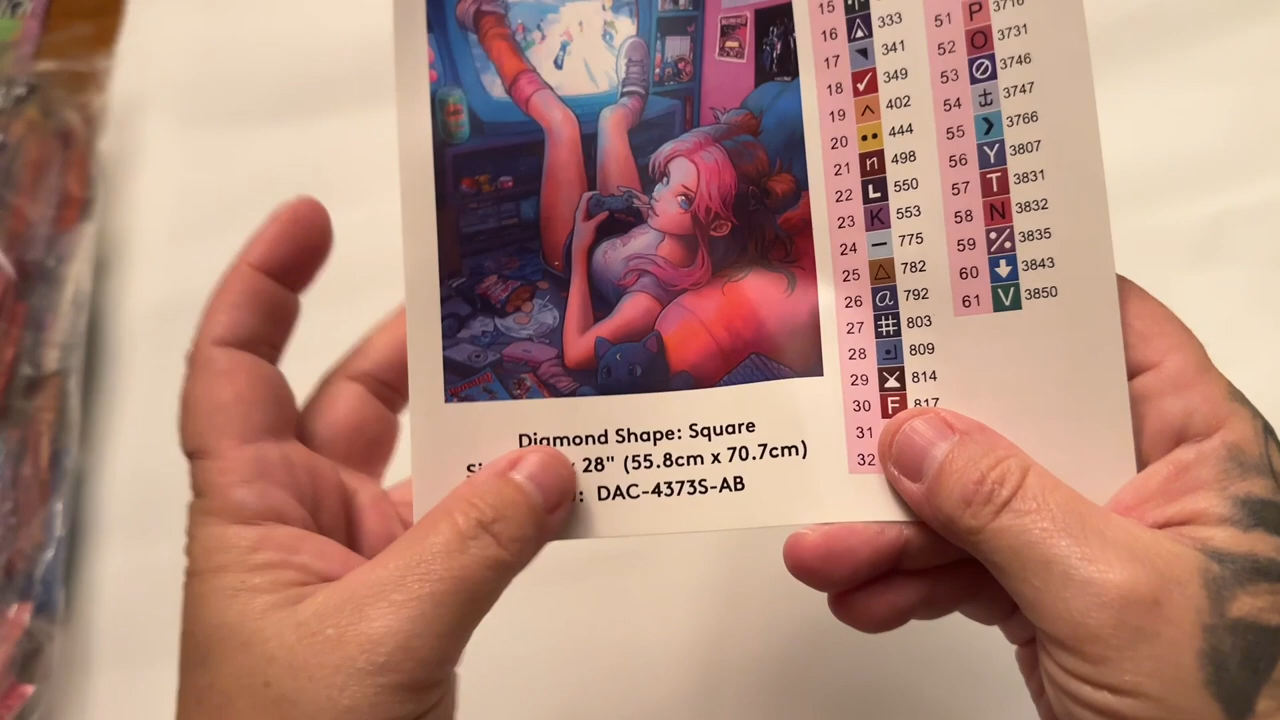 15
16 333
17 341
18 349
19 402
20 444
21 n 498
22 L 550
23 K 553
24 775
25 782
26 a 792
27 # 803
28 809
29 814
30 F 817
31
32
51 P 3716
52 O 3731
53 3746
54 3747
55 3766
56 Y 3807
57 T 3831
58 N 3832
59 % 3835
60 3843
61 V 3850
Diamond Shape: Square
28" (55.8cm x 70.7cm)
: DAC-4373S-AB